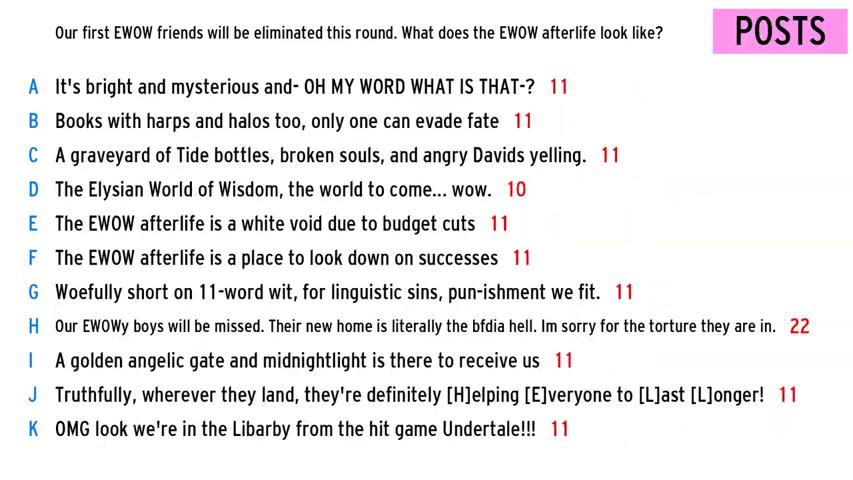 Our first EWOW friends will be eliminated this round. What does the EWOW afterlife look like?
POSTS
A It's bright and mysterious and- OH MY WORD WHAT IS THAT-? 11
B Books with harps and halos too, only one can evade fate 11
C A graveyard of Tide bottles, broken souls, and angry Davids yelling. 11
D The Elysian World of Wisdom, the world to come... wow. 10
E The EWOW afterlife is a white void due to budget cuts 11
F The EWOW afterlife is a place to look down on successes 11
G Woefully short on 11-word wit, for linguistic sins, pun-ishment we fit. 11
H Our EWOWy boys will be missed. Their new home is literally the bfdia hell. Im sorry for the torture they are in. 22
I A golden angelic gate and midnightlight is there to receive us 11
J Truthfully, wherever they land, they're definitely [H]elping [E]veryone to [L]ast [L]onger! 11
K OMG look we're in the Libarby from the hit game Undertale!!! 11